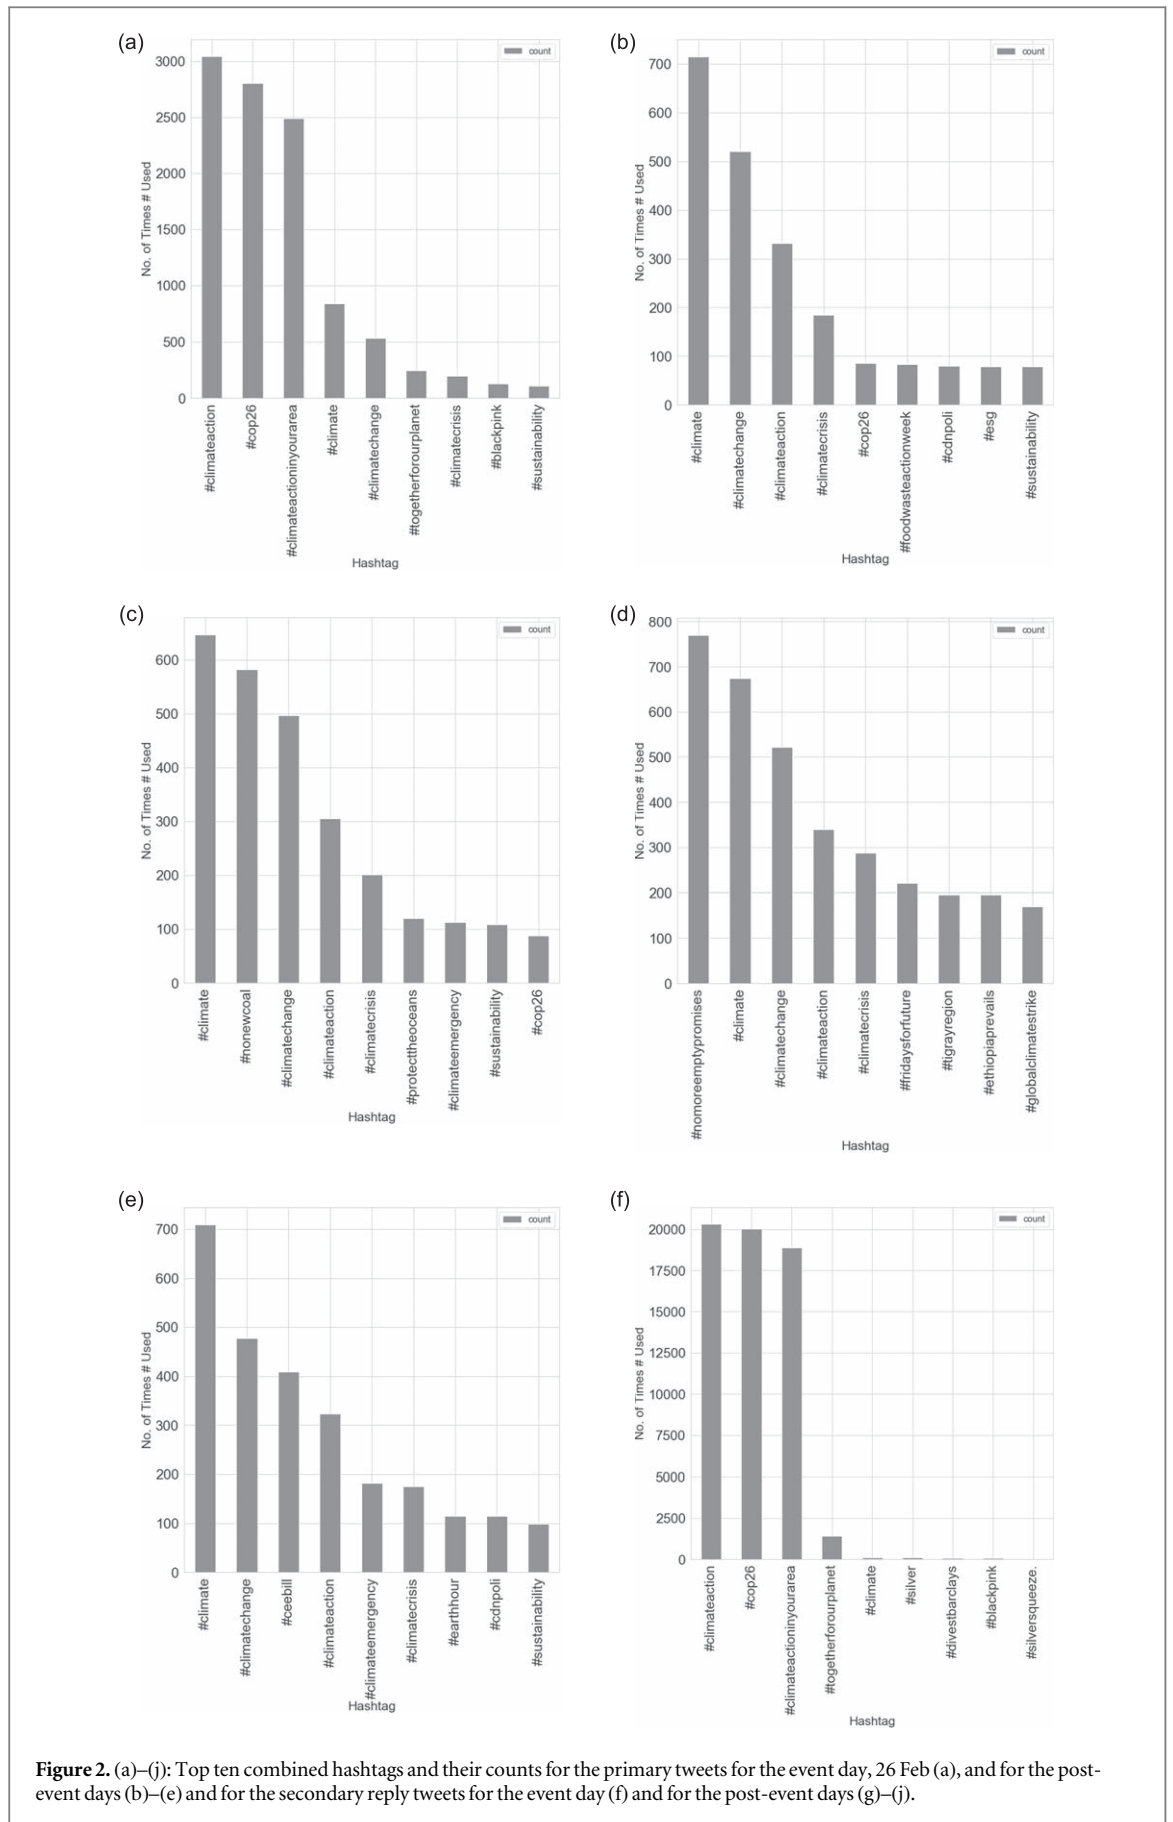 (a)
count
3000
2500
2000
1500
1000
500
0
No. of Times # Used
#climateaction
#cop26
#climateactioninyourarea
#climate
#climatechange
#togetherforourplanet
#climatecrisis
#blackpink
#sustainability
Hashtag
(b)
count
700
600
500
400
300
200
100
0
No. of Times # Used
#climate
#climatechange
#climateaction
#climatecrisis
#cop26
#foodwasteactionweek
#cdnpoli
#esg
#sustainability
Hashtag
(c)
count
600
500
400
300
200
100
0
No. of Times # Used
#climate
#nonewcoal
#climatechange
#climateaction
#climatecrisis
#protecttheoceans
#climateemergency
#sustainability
#cop26
Hashtag
(d)
count
800
700
600
500
400
300
200
100
0
No. of Times # Used
#nomoreemptypromises
#climate
#climatechange
#climateaction
#climatecrisis
#fridaysforfuture
#tigrayregion
#ethiopiaprevails
#globalclimatestrike
Hashtag
(e)
count
700
600
500
400
300
200
100
0
No. of Times # Used
#climate
#climatechange
#ceebill
#climateaction
#climateemergency
#climatecrisis
#earthhour
#cdnpoli
#sustainability
Hashtag
(f)
count
20000
17500
15000
12500
10000
7500
5000
2500
0
No. of Times # Used
#climateaction
#cop26
#climateactioninyourarea
#togetherforourplanet
#climate
#silver
#divestbarclays
#blackpink
#silversqueeze.
Hashtag
Figure 2. (a)–(j): Top ten combined hashtags and their counts for the primary tweets for the event day, 26 Feb (a), and for the post-
event days (b)–(e) and for the secondary reply tweets for the event day (f) and for the post-event days (g)–(j).